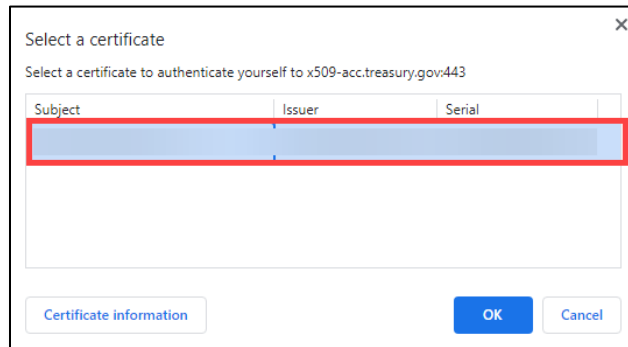 Select a certificate
Select a certificate to authenticate yourself to x509-acc.treasury.gov:443
Subject Issuer Serial
Certificate information OK Cancel